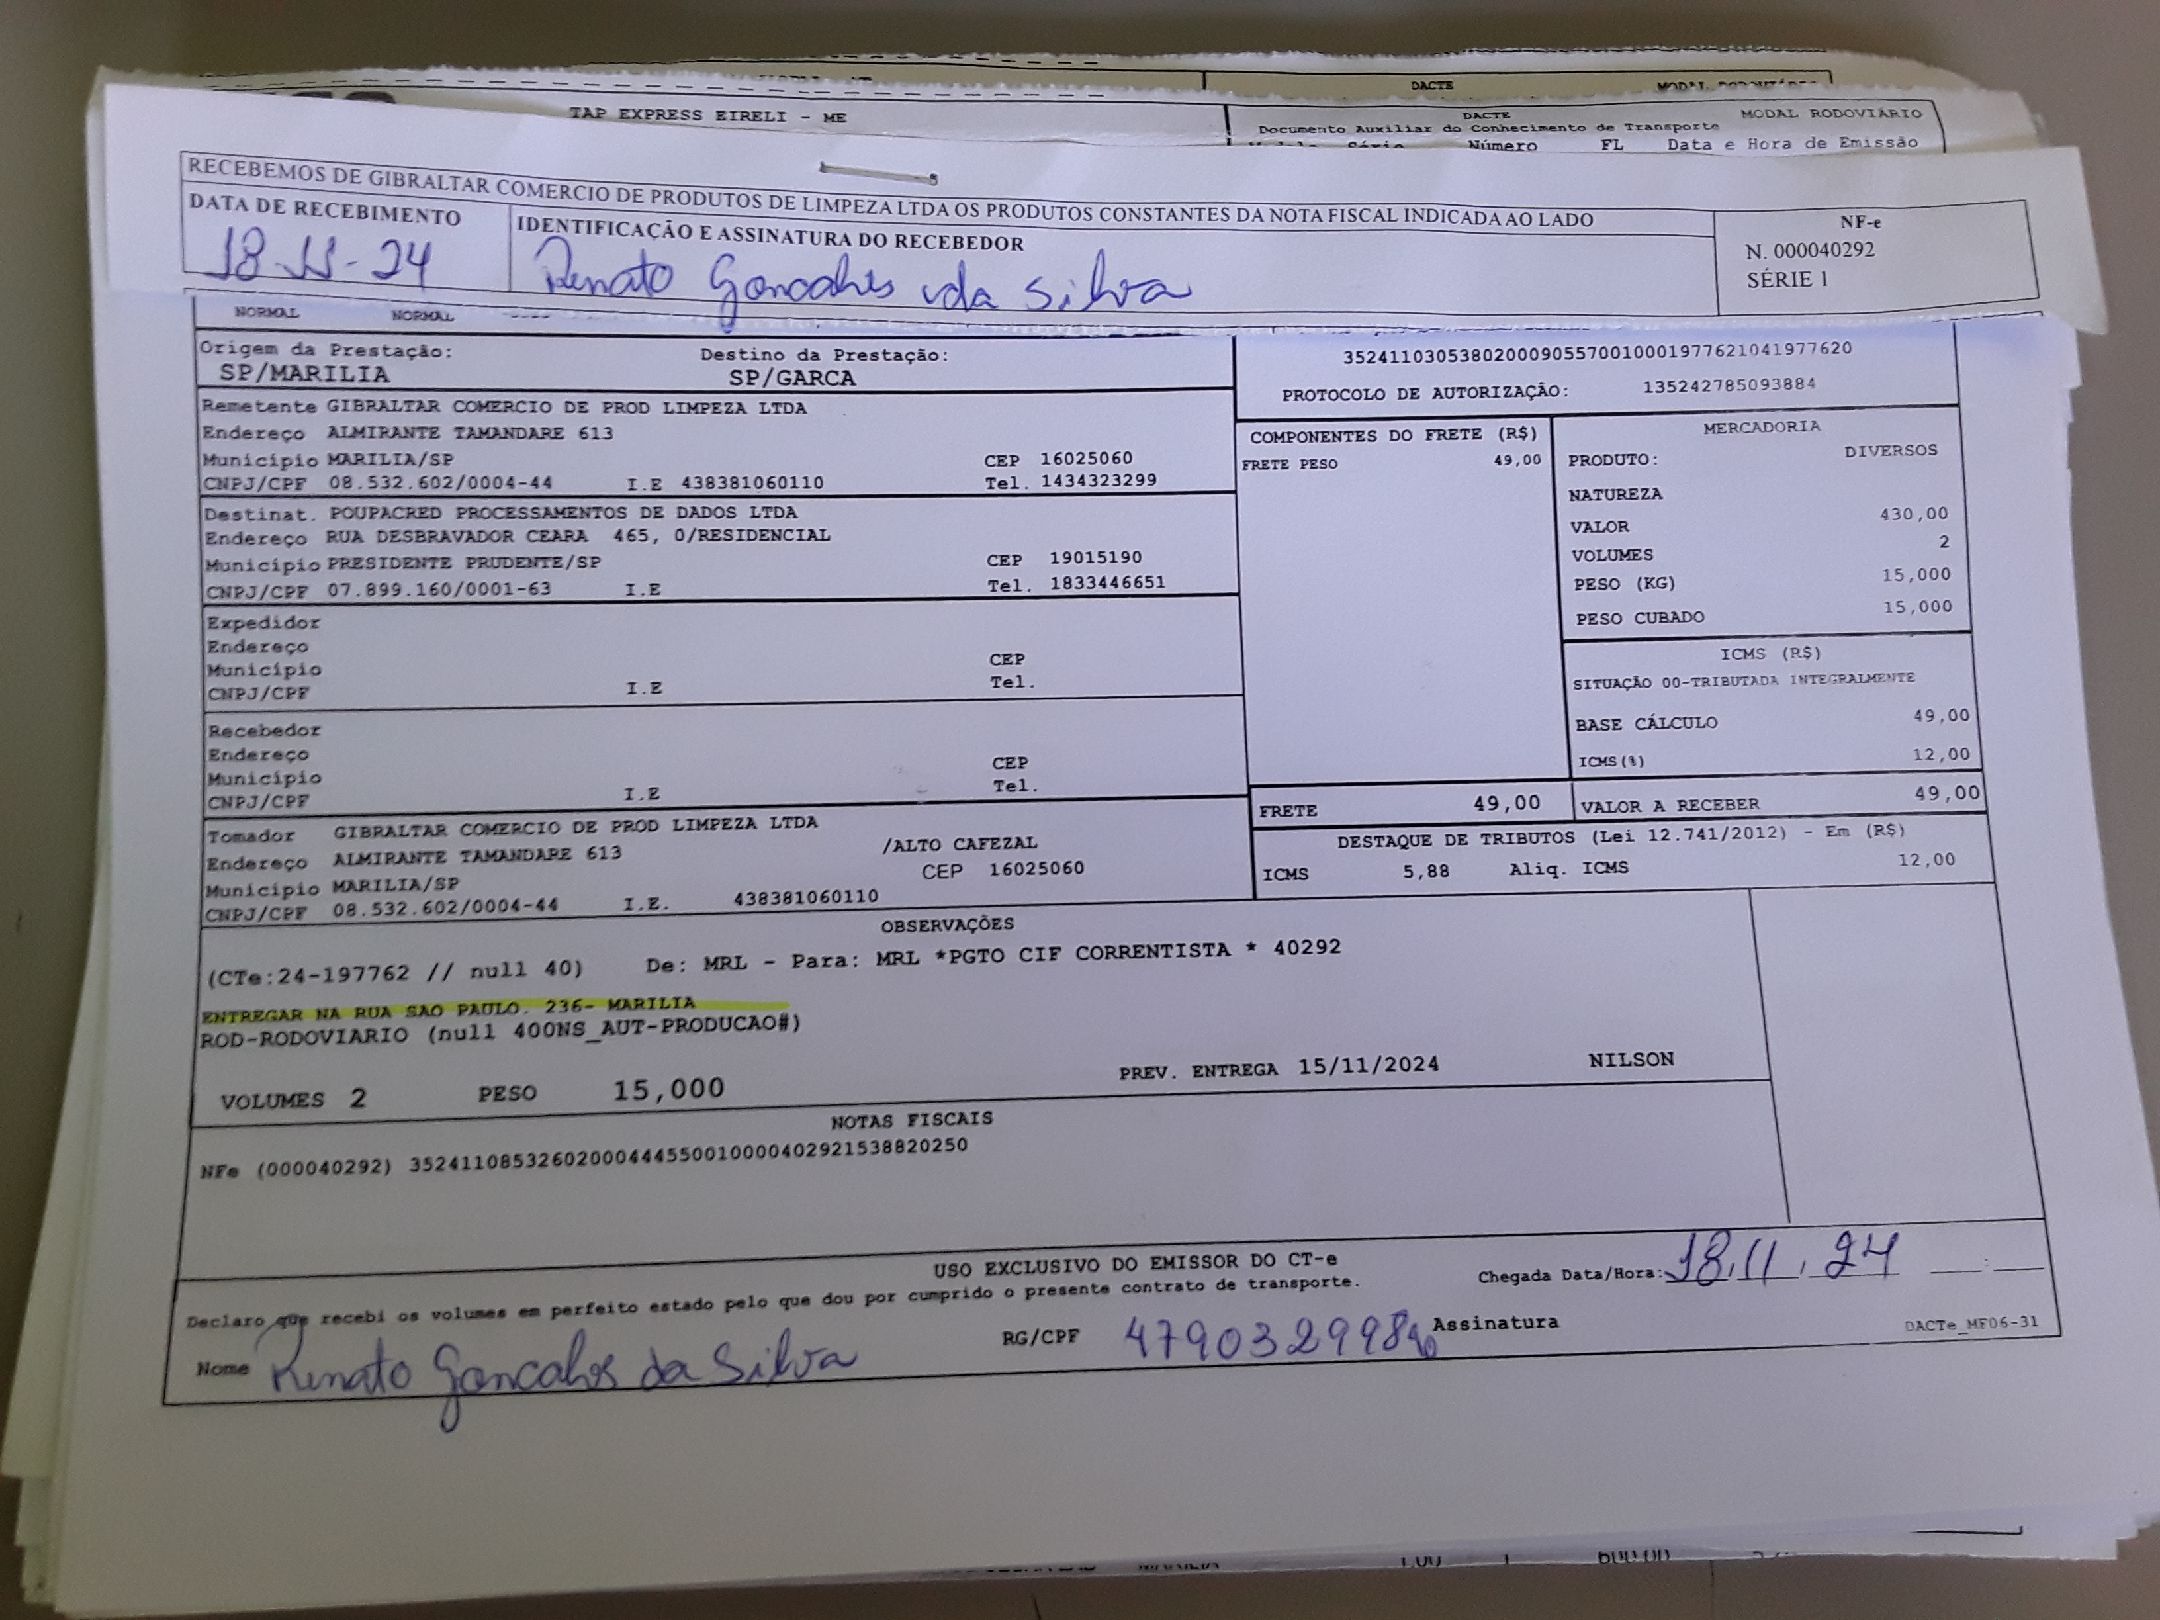 DACTE
TAP EXPRESS EIRELI - ME
DACTE MODAL RODOVIÁRIO
Documento Auxiliar do Conhecimento de Transporte
Número FL Data e Hora de Emissão
RECEBEMOS DE GIBRALTAR COMERCIO DE PRODUTOS DE LIMPEZA LTDA OS PRODUTOS CONSTANTES DA NOTA FISCAL INDICADA AO LADO
DATA DE RECEBIMENTO
18-11-24
IDENTIFICAÇÃO E ASSINATURA DO RECEBEDOR
Renato Goncalves da Silva
NF-e
N. 000040292
SÉRIE 1
NORMAL NORMAL
Origem da Prestação: Destino da Prestação:
SP/MARILIA SP/GARCA
35241103053802000905570010001977621041977620
PROTOCOLO DE AUTORIZAÇÃO: 135242785093884
Remetente GIBRALTAR COMERCIO DE PROD LIMPEZA LTDA
Endereço ALMIRANTE TAMANDARE 613
Município MARILIA/SP CEP 16025060
CNPJ/CPF 08.532.602/0004-44 I.E 438381060110 Tel. 1434323299
Destinat. POUPACRED PROCESSAMENTOS DE DADOS LTDA
Endereço RUA DESBRAVADOR CEARA 465, 0/RESIDENCIAL
Município PRESIDENTE PRUDENTE/SP CEP 19015190
CNPJ/CPF 07.899.160/0001-63 I.E Tel. 1833446651
Expedidor
Endereço
Município CEP
CNPJ/CPF I.E Tel.
Recebedor
Endereço
Município CEP
CNPJ/CPF I.E Tel.
Tomador GIBRALTAR COMERCIO DE PROD LIMPEZA LTDA
Endereço ALMIRANTE TAMANDARE 613 /ALTO CAFEZAL
Município MARILIA/SP CEP 16025060
CNPJ/CPF 08.532.602/0004-44 I.E. 438381060110
COMPONENTES DO FRETE (R$)
FRETE PESO 49,00
MERCADORIA
PRODUTO: DIVERSOS
NATUREZA
VALOR 430,00
VOLUMES 2
PESO (KG) 15,000
PESO CUBADO 15,000
ICMS (R$)
SITUAÇÃO 00-TRIBUTADA INTEGRALMENTE
BASE CÁLCULO 49,00
ICMS(%) 12,00
FRETE 49,00 VALOR A RECEBER 49,00
DESTAQUE DE TRIBUTOS (Lei 12.741/2012) - Em (R$)
ICMS 5,88 Aliq. ICMS 12,00
OBSERVAÇÕES
(CTe:24-197762 // null 40) De: MRL - Para: MRL *PGTO CIF CORRENTISTA * 40292
ENTREGAR NA RUA SAO PAULO. 236- MARILIA
ROD-RODOVIARIO (null 400NS_AUT-PRODUCAO#)
VOLUMES 2 PESO 15,000 PREV. ENTREGA 15/11/2024 NILSON
NOTAS FISCAIS
NFe (000040292) 35241108532602000444550010000402921538820250
USO EXCLUSIVO DO EMISSOR DO CT-e
Declaro que recebi os volumes em perfeito estado pelo que dou por cumprido o presente contrato de transporte.
Chegada Data/Hora: 18.11.24 :
Nome Renato Goncalves da Silva RG/CPF Assinatura
DACTe_MF06-31
1,00 1 600,00